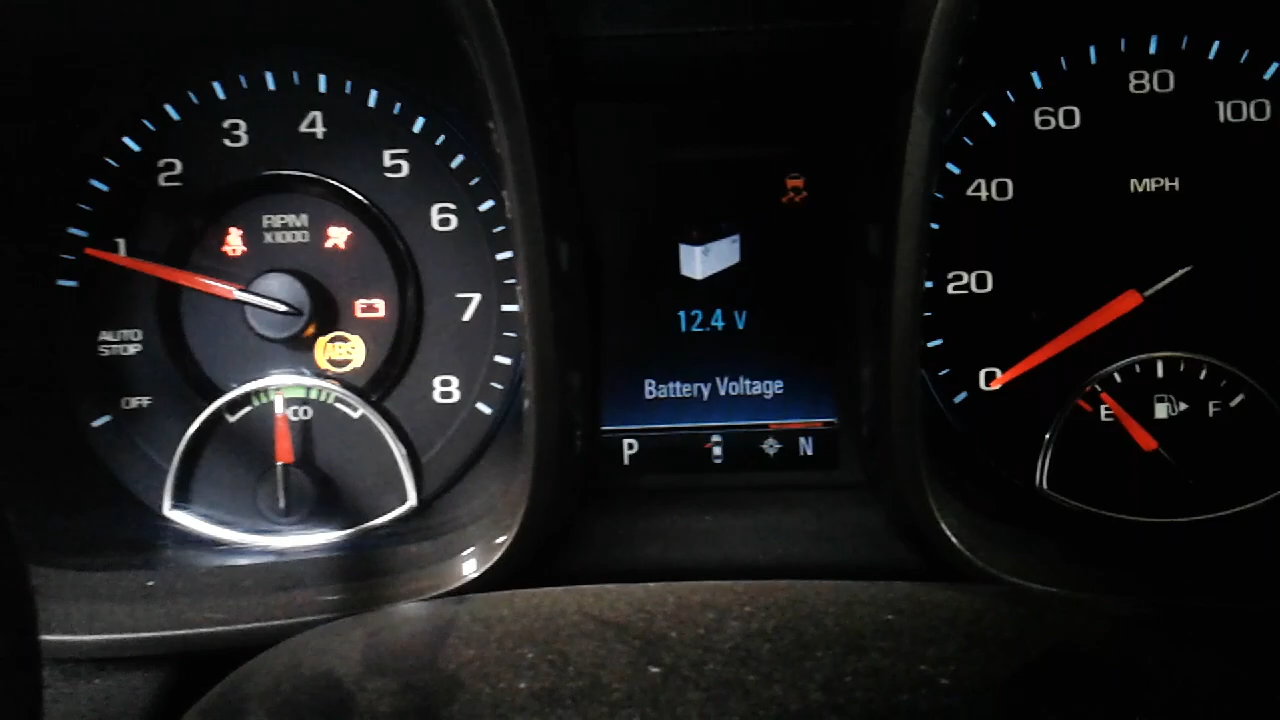 1
2
3
4
5
6
7
8
RPM
X1000
AUTO
STOP
OFF
ABS
CO
12.4 V
Battery Voltage
P
N
0
20
40
60
80
100
MPH
E
F